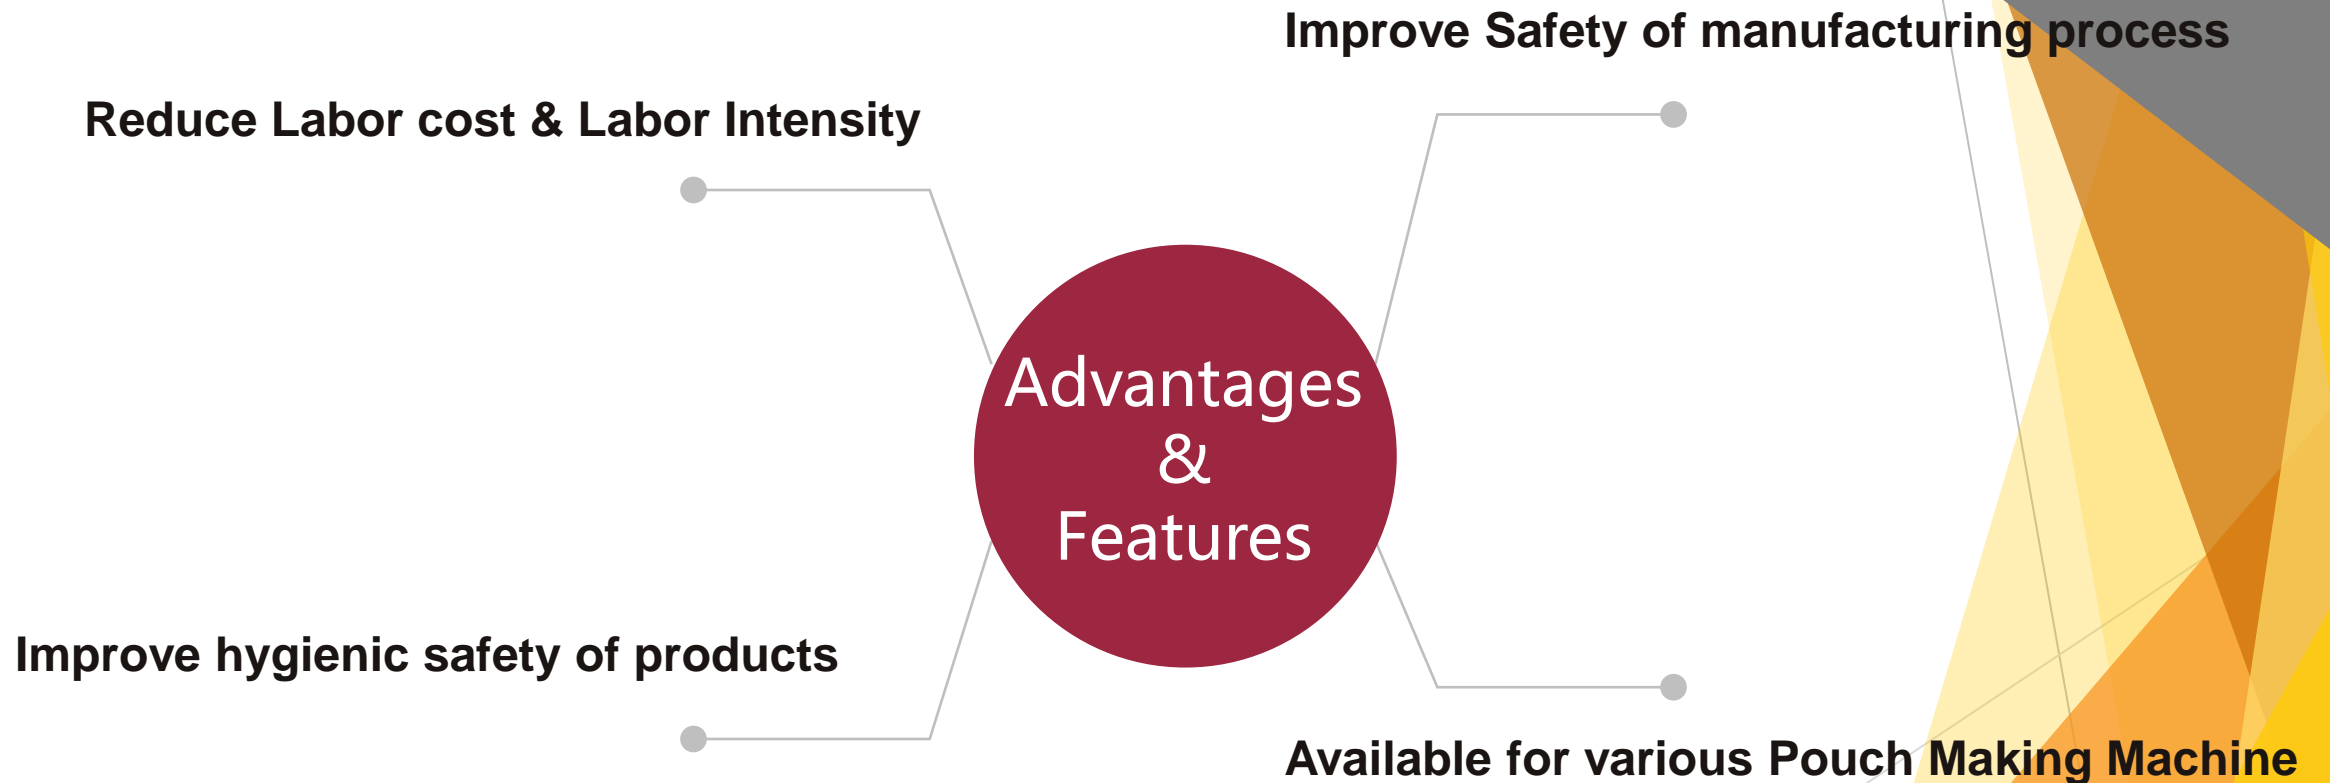 Improve Safety of manufacturing process
Reduce Labor cost & Labor Intensity
Advantages
&
Features
Improve hygienic safety of products
Available for various Pouch Making Machine